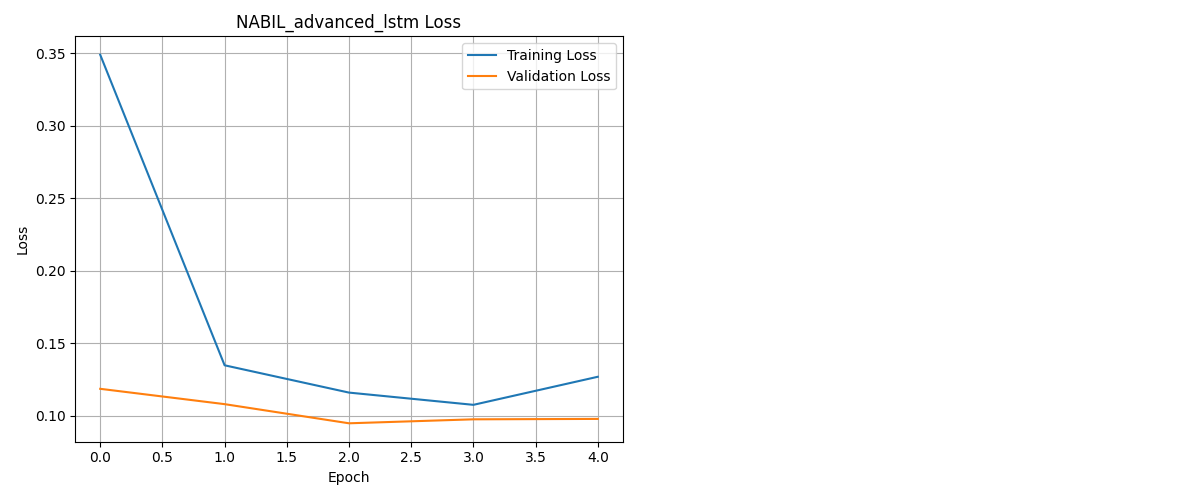 NABIL_advanced_lstm Loss
Training Loss
Validation Loss
0.35
0.30
0.25
0.20
0.15
0.10
Loss
0.0 0.5 1.0 1.5 2.0 2.5 3.0 3.5 4.0
Epoch